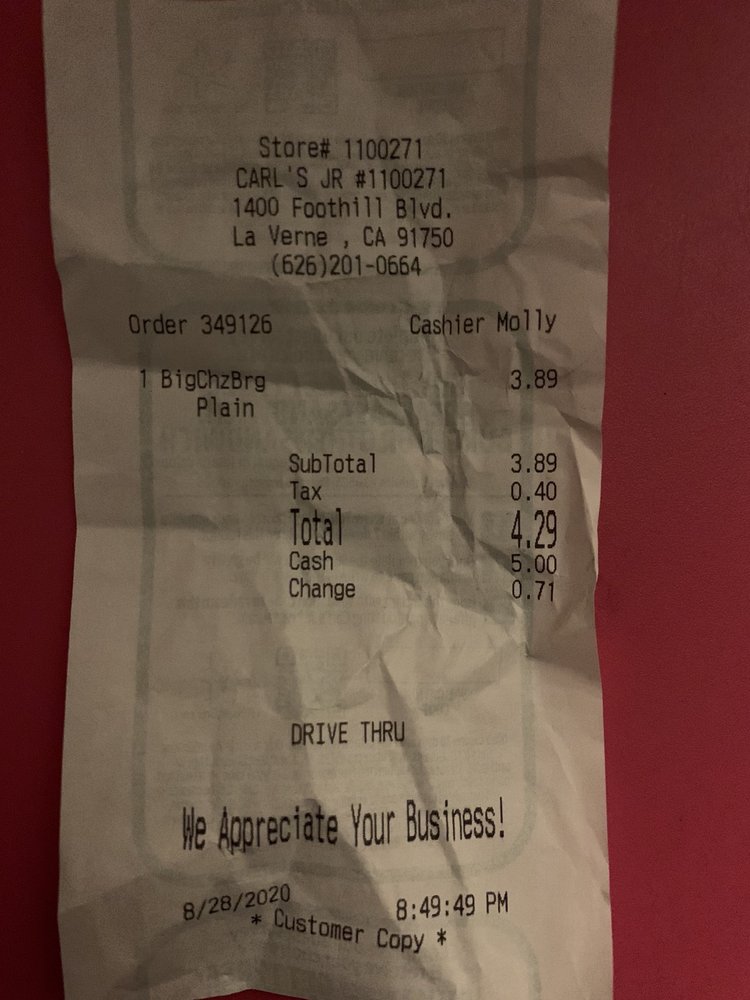 Store# 1100271
CARL'S JR #1100271
1400 Foothill Blvd.
La Verne , CA 91750
(626)201-0664
Order 349126 Cashier Molly
1 BigChzBrg 3.89
Plain
SubTotal 3.89
Tax 0.40
Total 4.29
Cash 5.00
Change 0.71
DRIVE THRU
We Appreciate Your Business!
8/28/2020 8:49:49 PM
* Customer Copy *